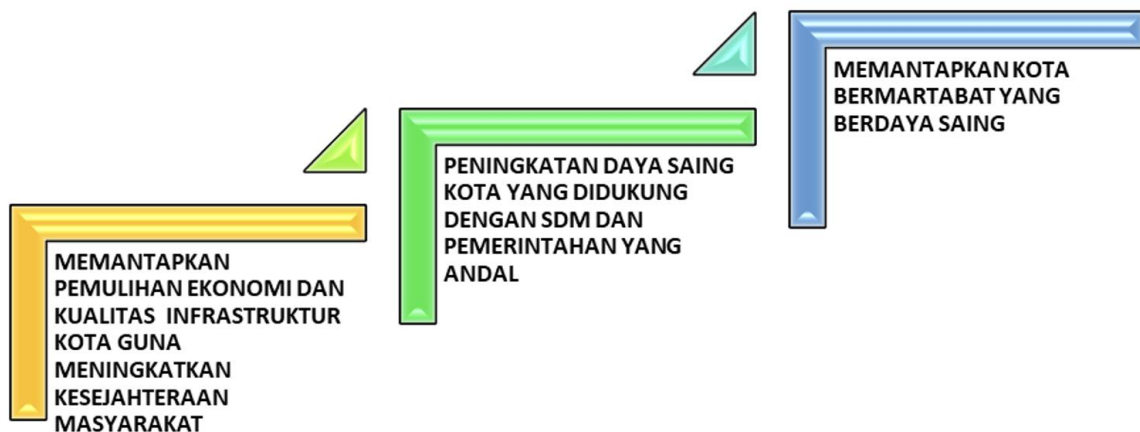 MEMANTAPKAN
PEMULIHAN EKONOMI DAN
KUALITAS INFRASTRUKTUR
KOTA GUNA
MENINGKATKAN
KESEJAHTERAAN
MASYARAKAT
PENINGKATAN DAYA SAING
KOTA YANG DIDUKUNG
DENGAN SDM DAN
PEMERINTAHAN YANG
ANDAL
MEMANTAPKAN KOTA
BERMARTABAT YANG
BERDAYA SAING